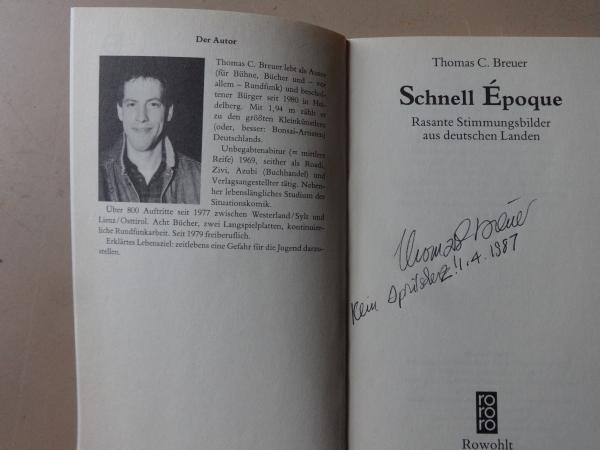 Der Autor
Thomas C. Breuer lebt als Autor
(für Bühne, Bücher und – vor
allem – Rundfunk) und beschol-
tener Bürger seit 1980 in Hei-
delberg. Mit 1,94 m zählt er
zu den größten Kleinkünstlern
(oder, besser: Bonsai-Artisten)
Deutschlands.
Unbegabtenabitur (= mittlere
Reife) 1969, seither als Roadi,
Zivi, Azubi (Buchhandel) und
Verlagsangestellter tätig. Neben-
her lebenslängliches Studium der
Situationskomik.
Über 800 Auftritte seit 1977 zwischen Westerland/Sylt und
Lienz/Osttirol. Acht Bücher, zwei Langspielplatten, kontinuier-
liche Rundfunkarbeit. Seit 1979 freiberuflich.
Erklärtes Lebensziel: zeitlebens eine Gefahr für die Jugend darzu-
stellen.
Thomas C. Breuer
Schnell Époque
Rasante Stimmungsbilder
aus deutschen Landen
Thomas C Breuer
Kein Aprilscherz! 1.4.1987
ro
ro
ro
Rowohlt